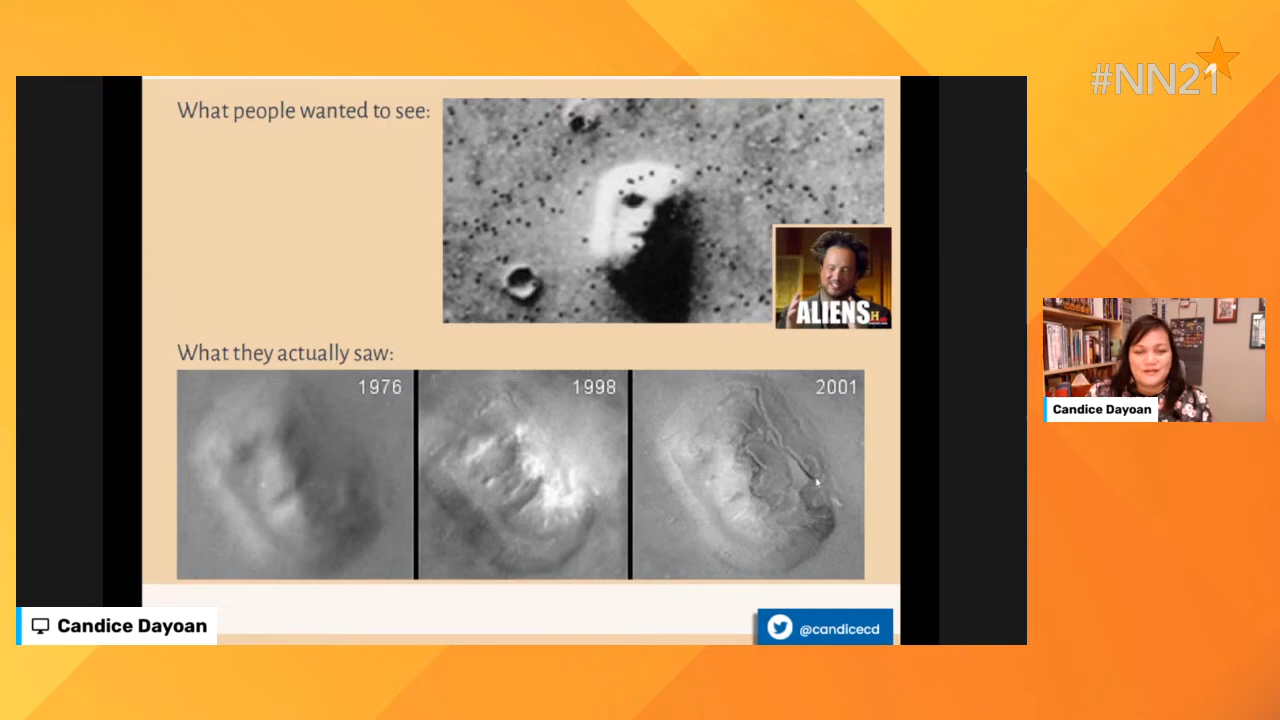 #NN21
What people wanted to see:
ALIENS
What they actually saw:
1976
1998
2001
Candice Dayoan
Candice Dayoan
@candicecd